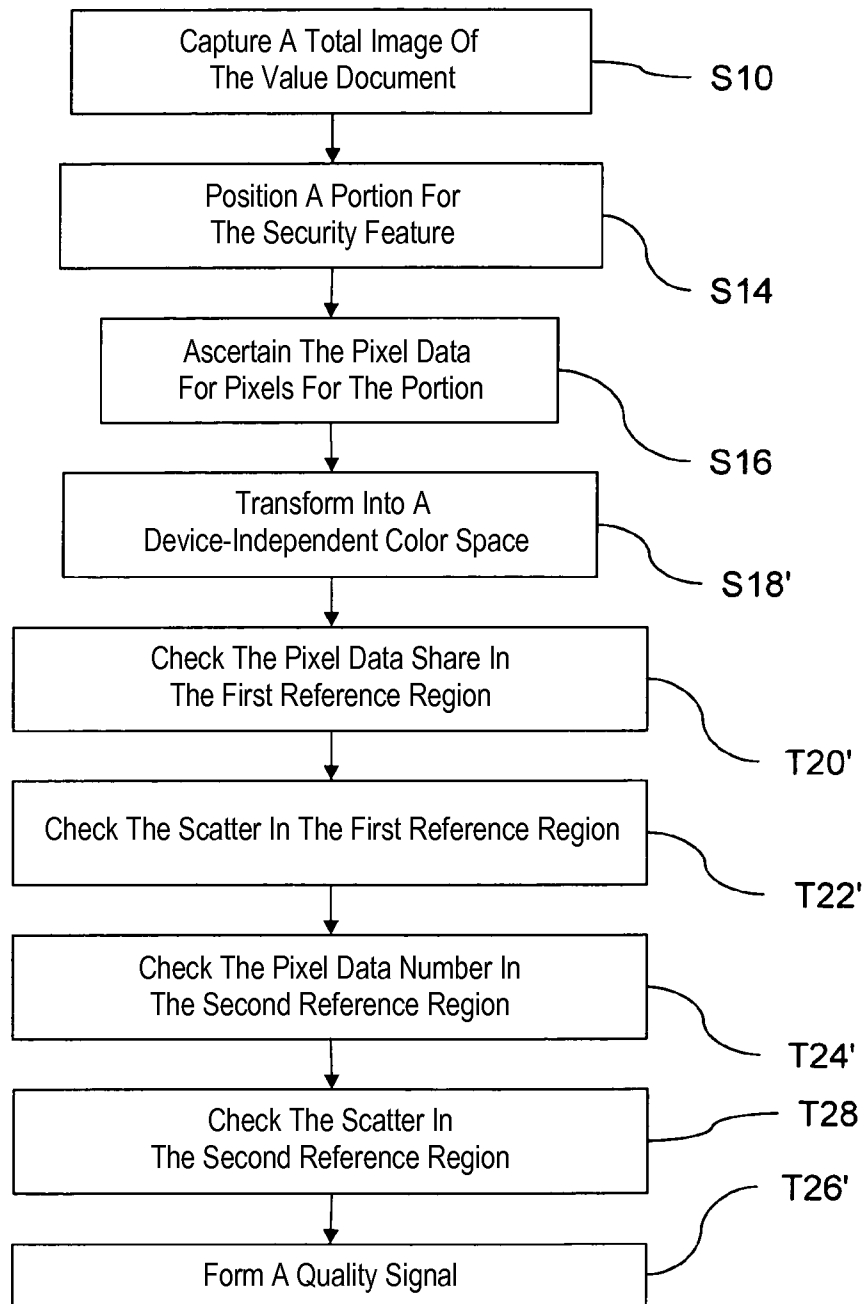 Capture A Total Image Of
The Value Document
S10
Position A Portion For
The Security Feature
S14
Ascertain The Pixel Data
For Pixels For The Portion
S16
Transform Into A
Device-Independent Color Space
S18'
Check The Pixel Data Share In
The First Reference Region
T20'
Check The Scatter In The First Reference Region
T22'
Check The Pixel Data Number In
The Second Reference Region
T24'
Check The Scatter In
The Second Reference Region
T28
Form A Quality Signal
T26'